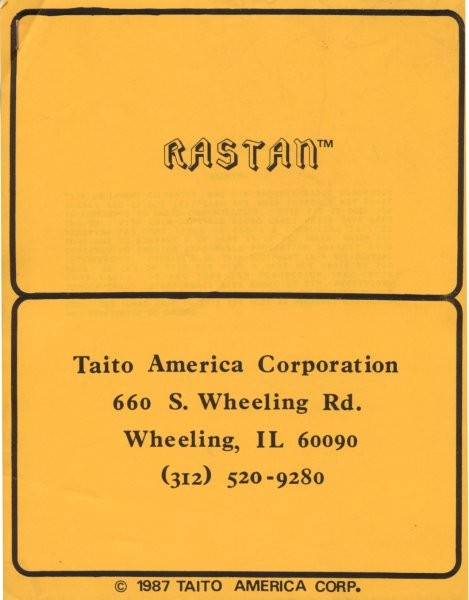 RASTAN™
Taito America Corporation
660 S. Wheeling Rd.
Wheeling, IL 60090
(312) 520-9280
© 1987 TAITO AMERICA CORP.